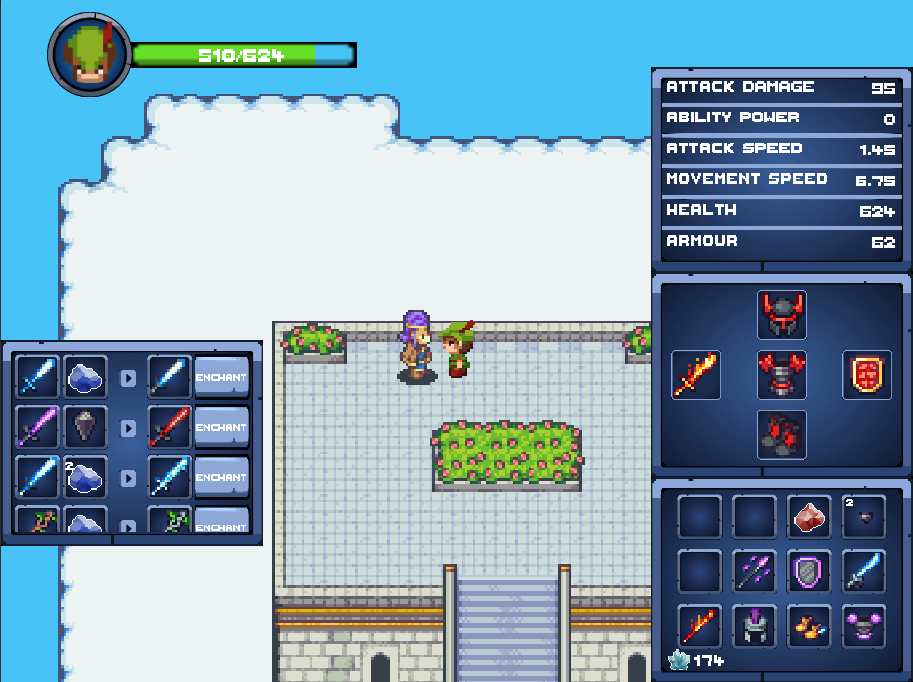 510/624
ATTACK DAMAGE 95
ABILITY POWER 0
ATTACK SPEED 1.45
MOVEMENT SPEED 6.75
HEALTH 624
ARMOUR 62
ENCHANT
ENCHANT
2
ENCHANT
ENCHANT
2
174